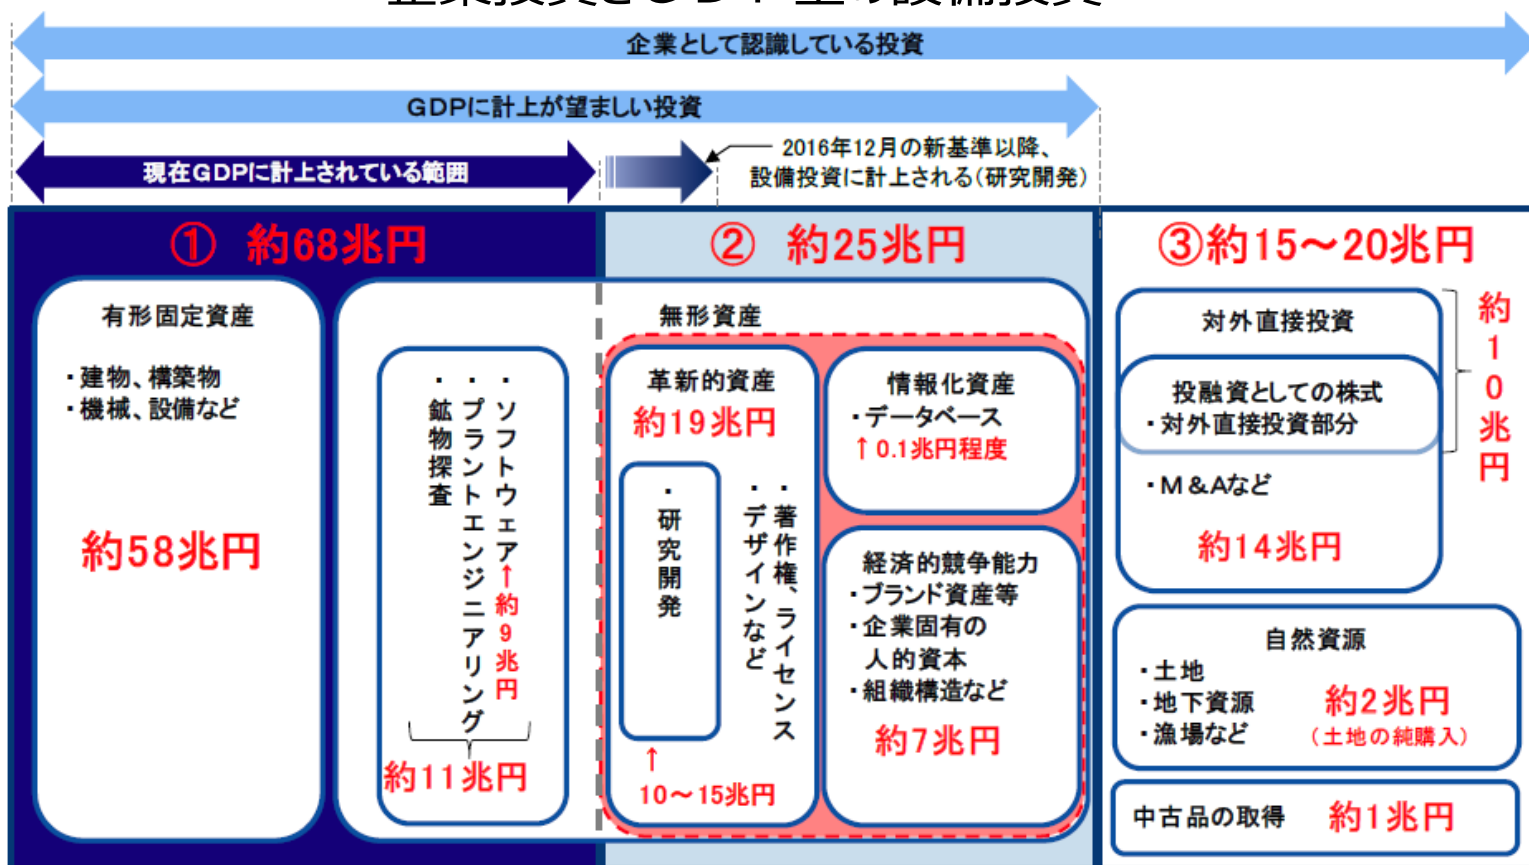 企業として認識している投資
GDPに計上が望ましい投資
現在GDPに計上されている範囲
2016年12月の新基準以降、
設備投資に計上される(研究開発)
① 約68兆円
② 約25兆円
③約15～20兆円
有形固定資産
・建物、構築物
・機械、設備など
約58兆円
無形資産
・ソフトウェア↑約9兆円
・プラントエンジニアリング
・鉱物探査
約11兆円
革新的資産
約19兆円
・研究開発
・著作権、ライセンス
・デザインなど
↑
10～15兆円
情報化資産
・データベース
↑0.1兆円程度
経済的競争能力
・ブランド資産等
・企業固有の
人的資本
・組織構造など
約7兆円
対外直接投資
投融資としての株式
・対外直接投資部分
約10兆円
・M&Aなど
約14兆円
自然資源
・土地
・地下資源
・漁場など
約2兆円
(土地の純購入)
中古品の取得 約1兆円